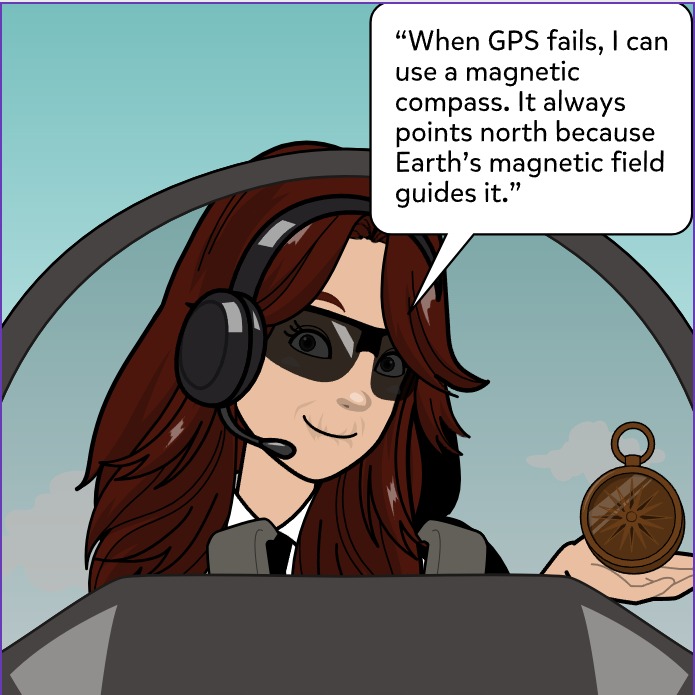 “When GPS fails, I can
use a magnetic
compass. It always
points north because
Earth’s magnetic field
guides it.”